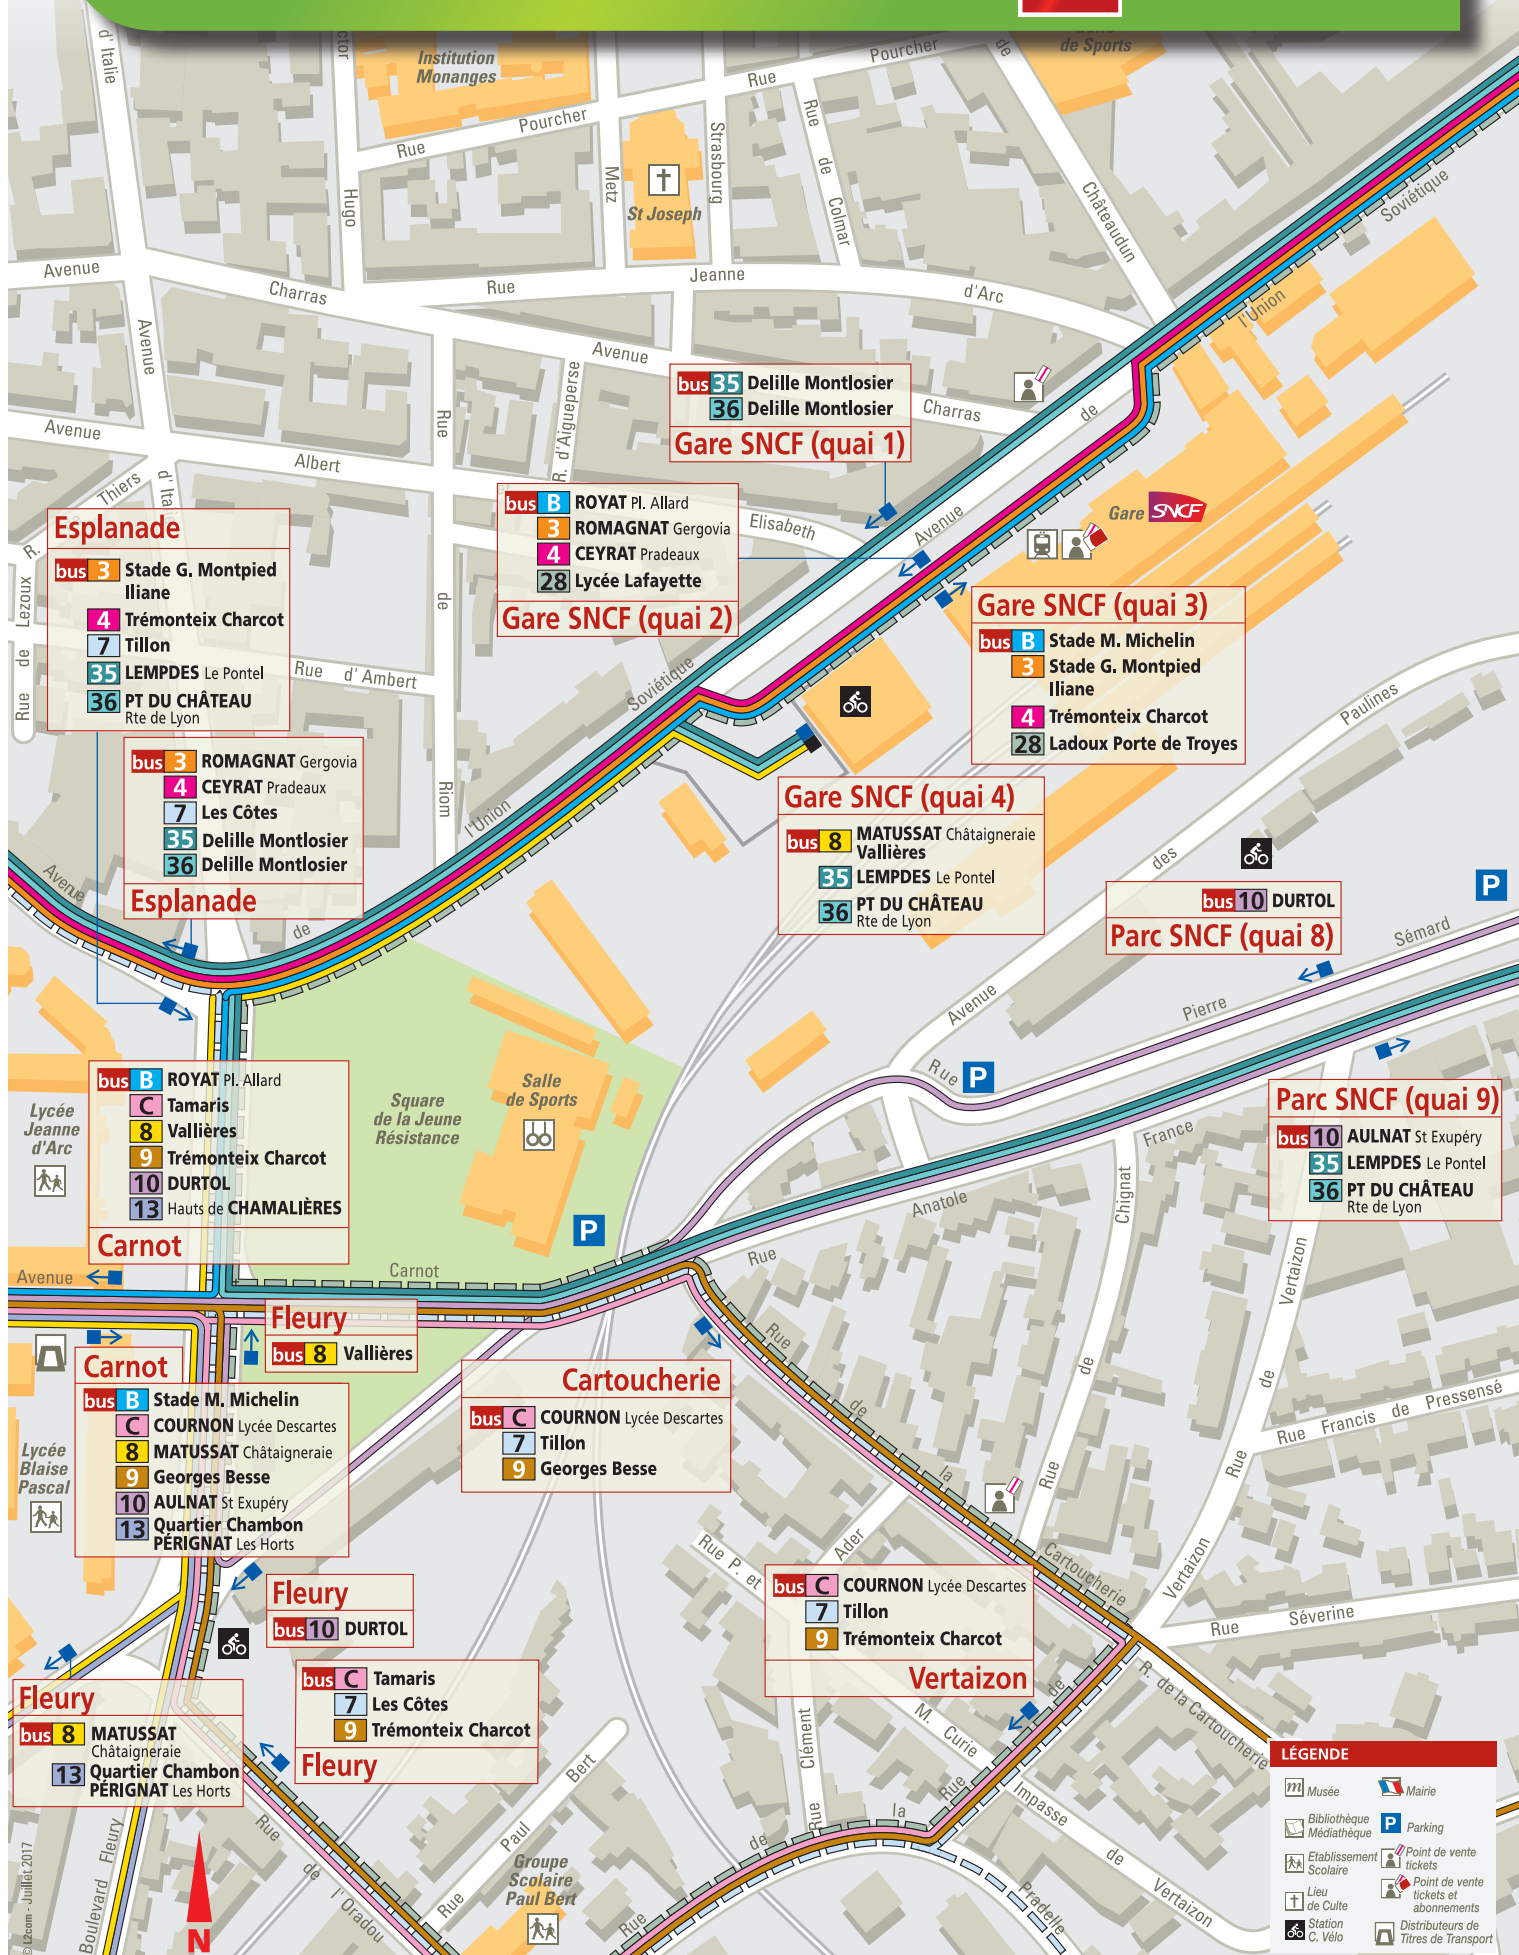 d' Italie
ctor
Institution
Monanges
Pourcher
Rue
de
de Sports
Rue
Pourcher
Rue
de
Colmar
Strasbourg
Metz
Hugo
St Joseph
Châteaudun
Soviétique
l'Union
Avenue
Charras
Rue
Jeanne
d'Arc
Avenue
Avenue
Charras
R. d'Aigueperse
Rue
de
Riom
bus 35 Delille Montlosier
36 Delille Montlosier
Gare SNCF (quai 1)
de
Avenue
Albert
Elisabeth
Avenue
Thiers
R.
d' Ital
Gare SNCF
bus B ROYAT Pl. Allard
3 ROMAGNAT Gergovia
4 CEYRAT Pradeaux
28 Lycée Lafayette
Gare SNCF (quai 2)
Esplanade
bus 3 Stade G. Montpied
Iliane
4 Trémonteix Charcot
7 Tillon
35 LEMPDES Le Pontel
36 PT DU CHÂTEAU
Rte de Lyon
Rue de Lezoux
Rue d' Ambert
Soviétique
Gare SNCF (quai 3)
bus B Stade M. Michelin
3 Stade G. Montpied
Iliane
4 Trémonteix Charcot
28 Ladoux Porte de Troyes
bus 3 ROMAGNAT Gergovia
4 CEYRAT Pradeaux
7 Les Côtes
35 Delille Montlosier
36 Delille Montlosier
Esplanade
l'Union
de
Avenue
Gare SNCF (quai 4)
bus 8 MATUSSAT Châtaigneraie
Vallières
35 LEMPDES Le Pontel
36 PT DU CHÂTEAU
Rte de Lyon
Paulines
des
Avenue
P
bus 10 DURTOL
Parc SNCF (quai 8)
Sémard
Pierre
Rue
P
Parc SNCF (quai 9)
bus 10 AULNAT St Exupéry
35 LEMPDES Le Pontel
36 PT DU CHÂTEAU
Rte de Lyon
France
Anatole
Rue
Chignat
de
Rue
Vertaizon
de
Rue
Vertaizon
bus B ROYAT Pl. Allard
C Tamaris
8 Vallières
9 Trémonteix Charcot
10 DURTOL
13 Hauts de CHAMALIÈRES
Carnot
Lycée
Jeanne
d'Arc
Square
de la Jeune
Résistance
Salle
de Sports
P
Avenue
Carnot
Fleury
bus 8 Vallières
Carnot
bus B Stade M. Michelin
C COURNON Lycée Descartes
8 MATUSSAT Châtaigneraie
9 Georges Besse
10 AULNAT St Exupéry
13 Quartier Chambon
PÉRIGNAT Les Horts
Lycée
Blaise
Pascal
Cartoucherie
bus C COURNON Lycée Descartes
7 Tillon
9 Georges Besse
Rue
de
la
Cartoucherie
Rue Francis de Pressensé
Rue Séverine
R. de la Cartoucherie
Fleury
bus 10 DURTOL
bus C Tamaris
7 Les Côtes
9 Trémonteix Charcot
Fleury
Fleury
bus 8 MATUSSAT
Châtaigneraie
13 Quartier Chambon
PÉRIGNAT Les Horts
Rue P. et
M. Curie
Ader
Clément
Rue
bus C COURNON Lycée Descartes
7 Tillon
9 Trémonteix Charcot
Vertaizon
de
Rue
la
de
Rue
Pradelle
Impasse
de
Vertaizon
Rue
Paul
Bert
Groupe
Scolaire
Paul Bert
Rue
de
l' Oradou
Boulevard Fleury
N
© L2com - Juillet 2017
LÉGENDE
m Musée
Mairie
Bibliothèque
Médiathèque
P Parking
Etablissement
Scolaire
Point de vente
tickets
Lieu
de Culte
Point de vente
tickets et
abonnements
Station
C. Vélo
Distributeurs de
Titres de Transport